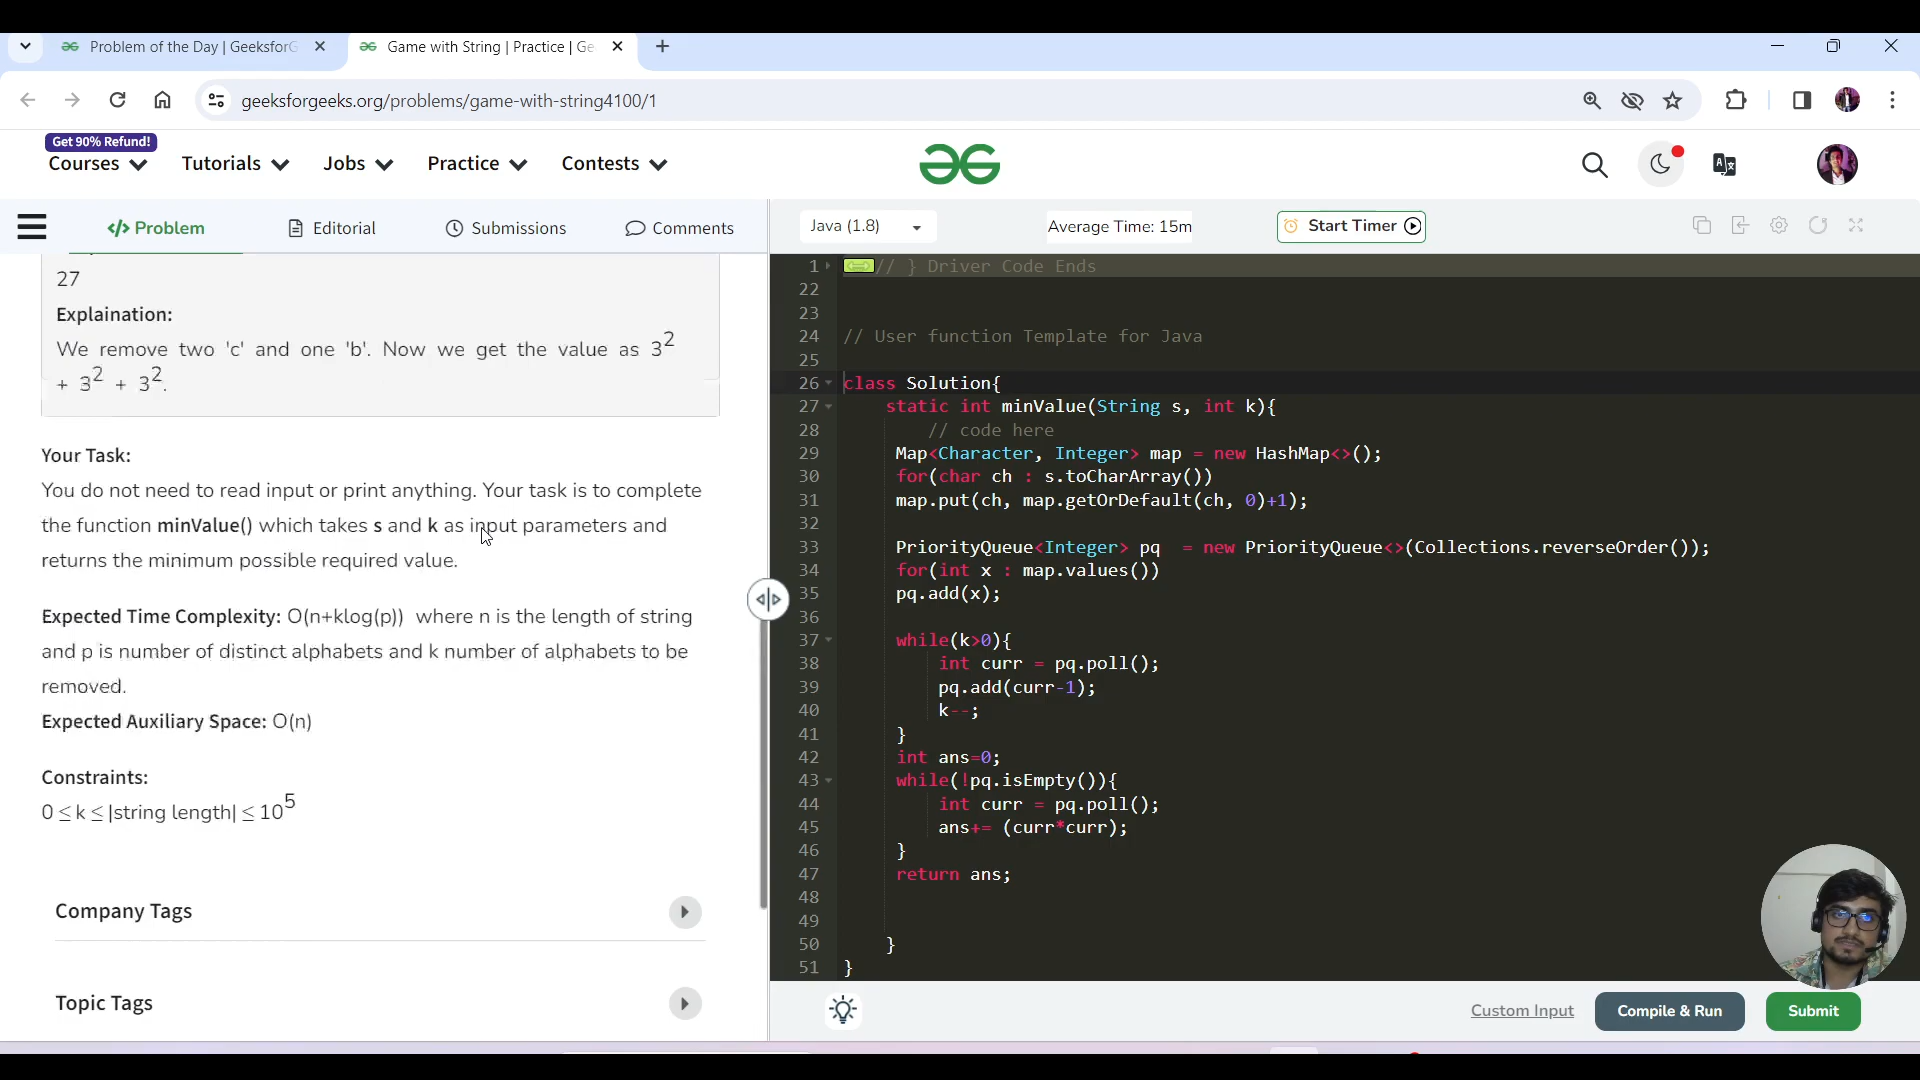 Problem of the Day | GeeksforG
Game with String | Practice | Ge
geeksforgeeks.org/problems/game-with-string4100/1
Get 90% Refund!
Courses
Tutorials
Jobs
Practice
Contests
Problem
Editorial
Submissions
Comments
Java (1.8)
Average Time: 15m
Start Timer
27
Explaination:
We remove two 'c' and one 'b'. Now we get the value as 3²
+ 3² + 3².
Your Task:
You do not need to read input or print anything. Your task is to complete
the function minValue() which takes s and k as input parameters and
returns the minimum possible required value.
Expected Time Complexity: O(n+klog(p)) where n is the length of string
and p is number of distinct alphabets and k number of alphabets to be
removed.
Expected Auxiliary Space: O(n)
Constraints:
0 ≤ k ≤ |string length| ≤ 10⁵
Company Tags
Topic Tags
1 // } Driver Code Ends
22
23
24 // User function Template for Java
25
26 class Solution{
27 static int minValue(String s, int k){
28 // code here
29 Map<Character, Integer> map = new HashMap<>();
30 for(char ch : s.toCharArray())
31 map.put(ch, map.getOrDefault(ch, 0)+1);
32
33 PriorityQueue<Integer> pq = new PriorityQueue<>(Collections.reverseOrder());
34 for(int x : map.values())
35 pq.add(x);
36
37 while(k>0){
38 int curr = pq.poll();
39 pq.add(curr-1);
40 k--;
41 }
42 int ans=0;
43 while(!pq.isEmpty()){
44 int curr = pq.poll();
45 ans+= (curr*curr);
46 }
47 return ans;
48
49
50 }
51 }
Custom Input
Compile & Run
Submit